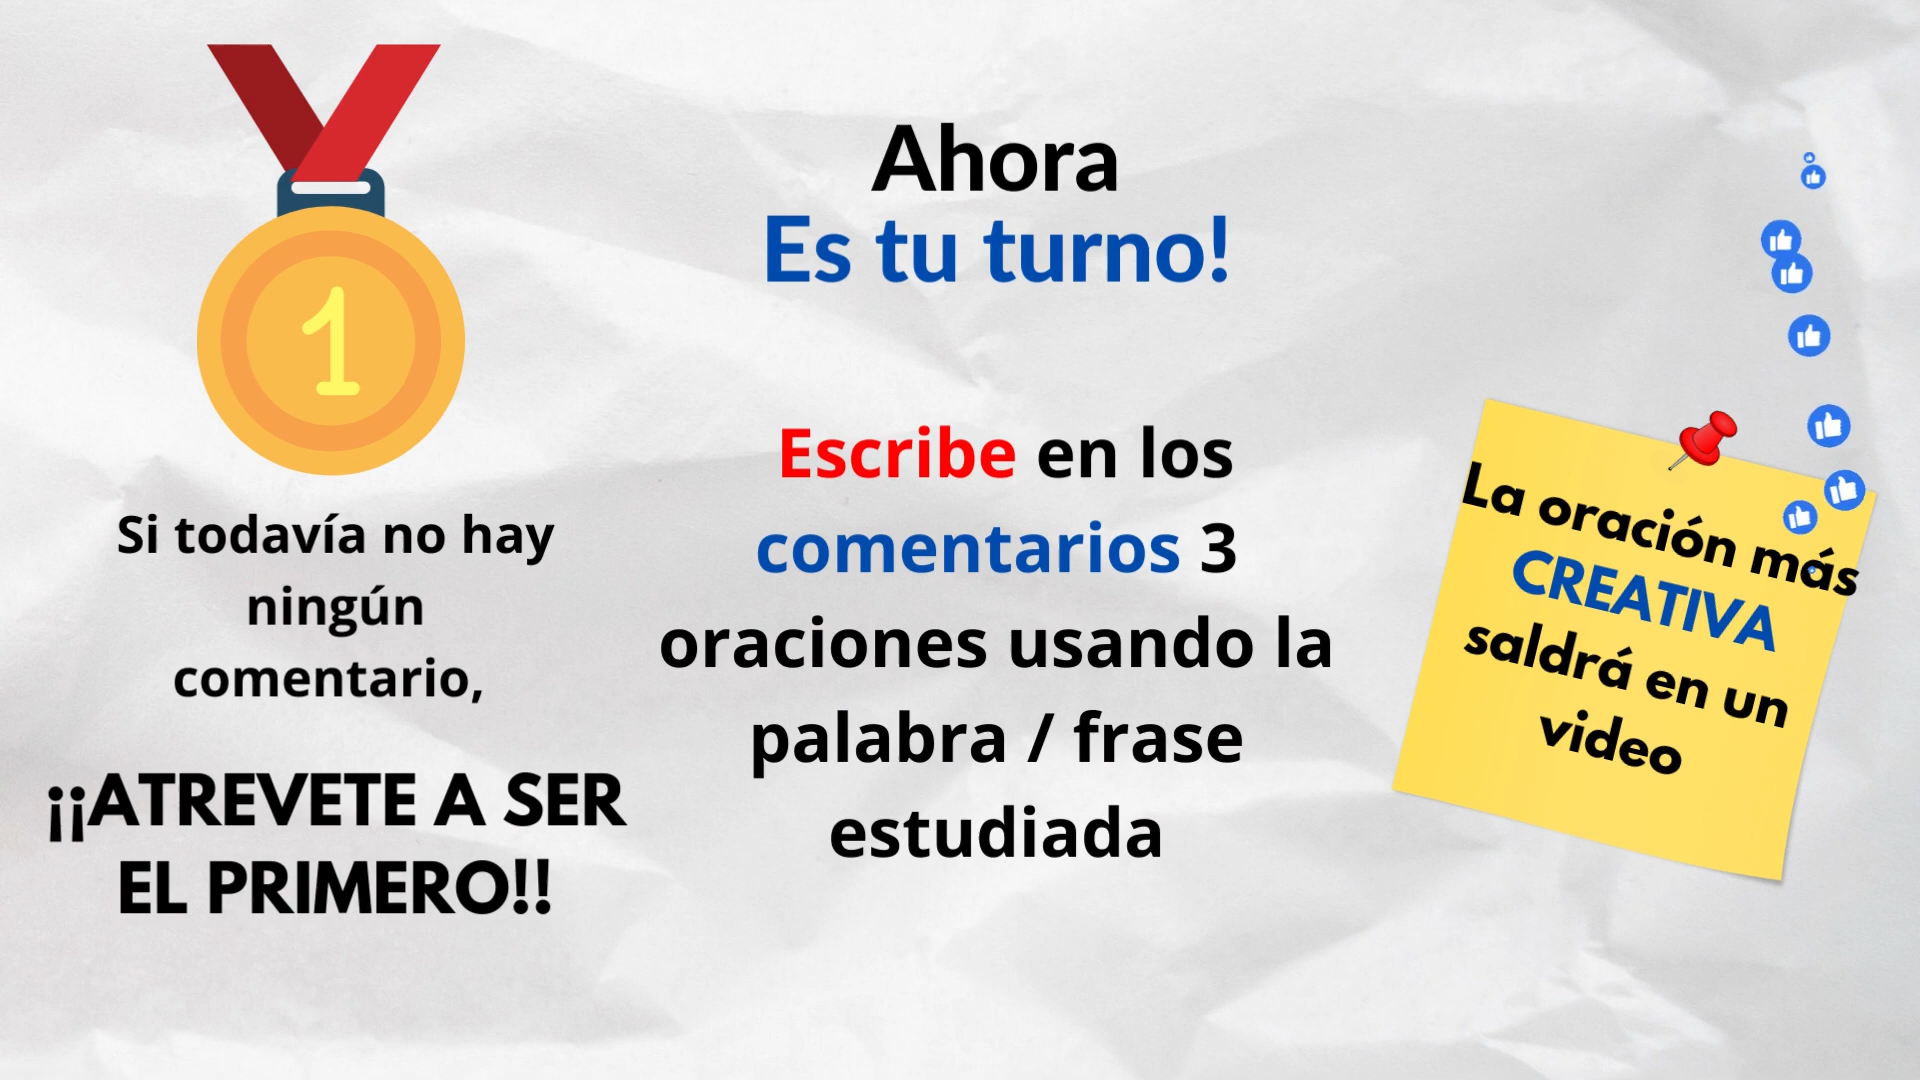 1
Si todavía no hay
ningún
comentario,
¡¡ATREVETE A SER
EL PRIMERO!!
Ahora
Es tu turno!
Escribe en los
comentarios 3
oraciones usando la
palabra / frase
estudiada
La oración más
CREATIVA
saldrá en un
video